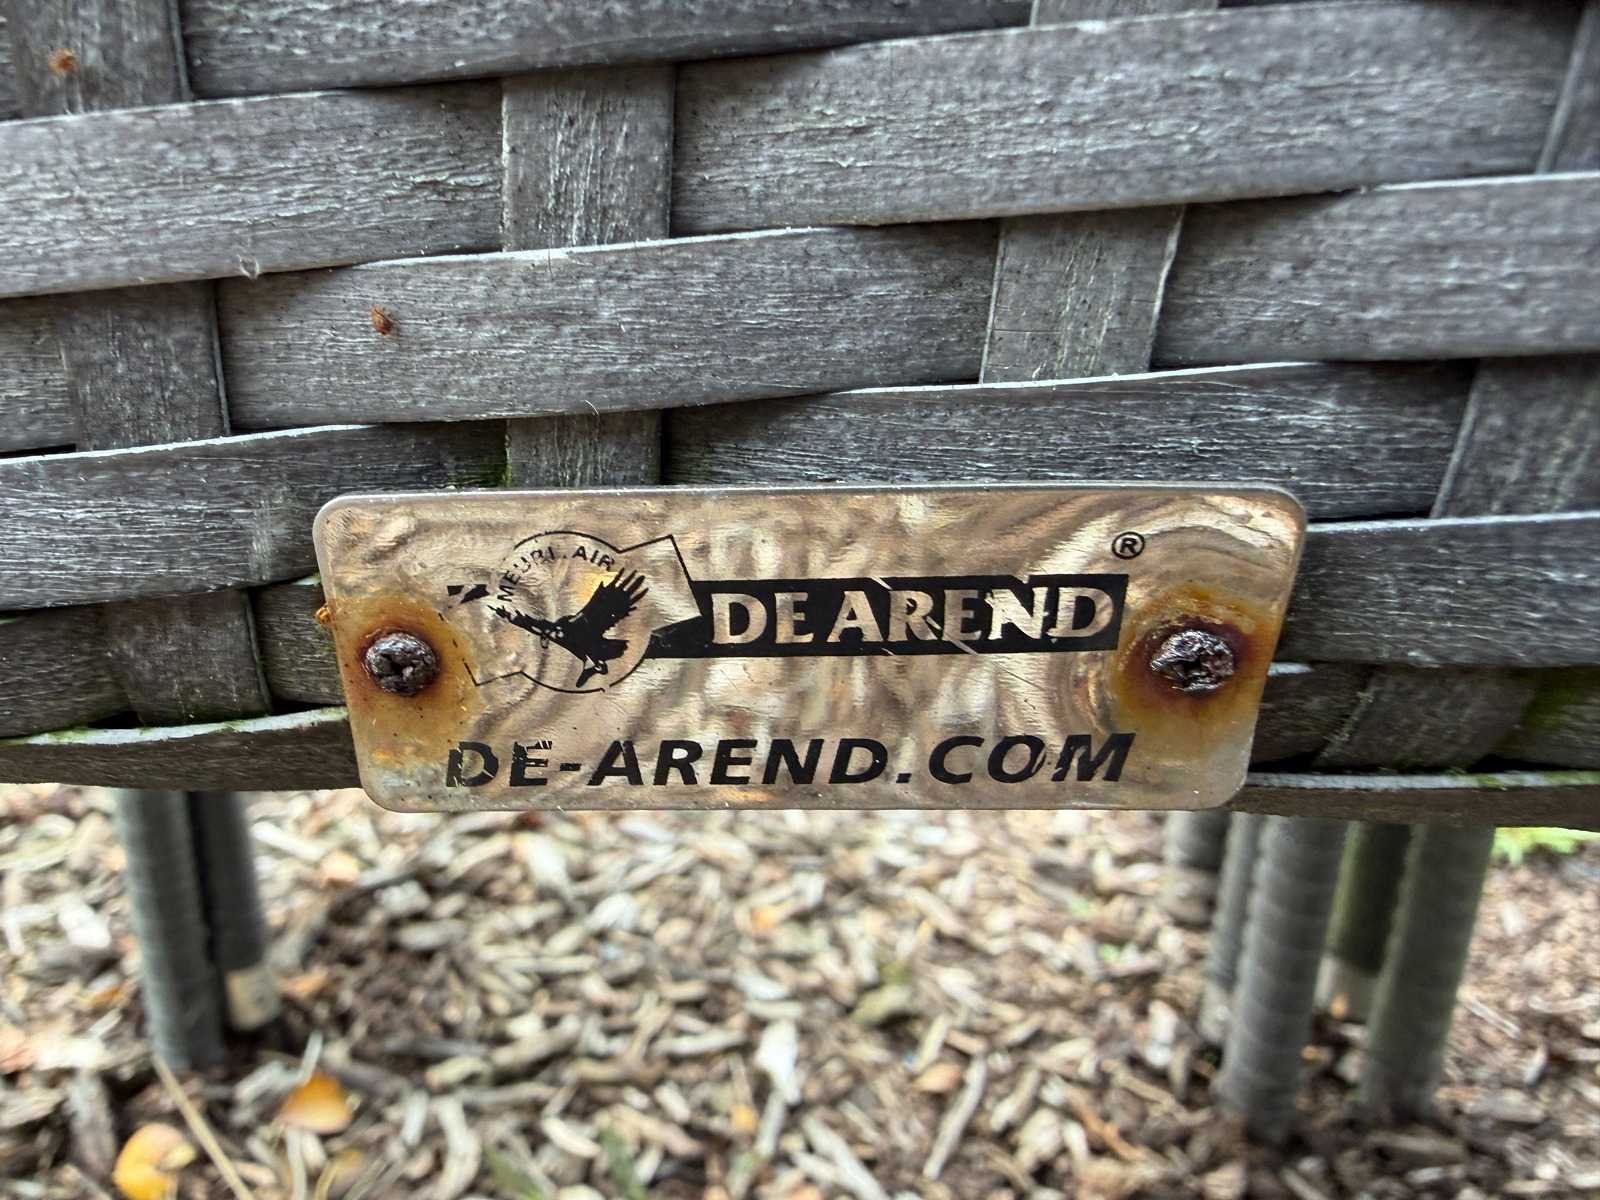 MEUBL.AIR
DE AREND
®
DE-AREND.COM